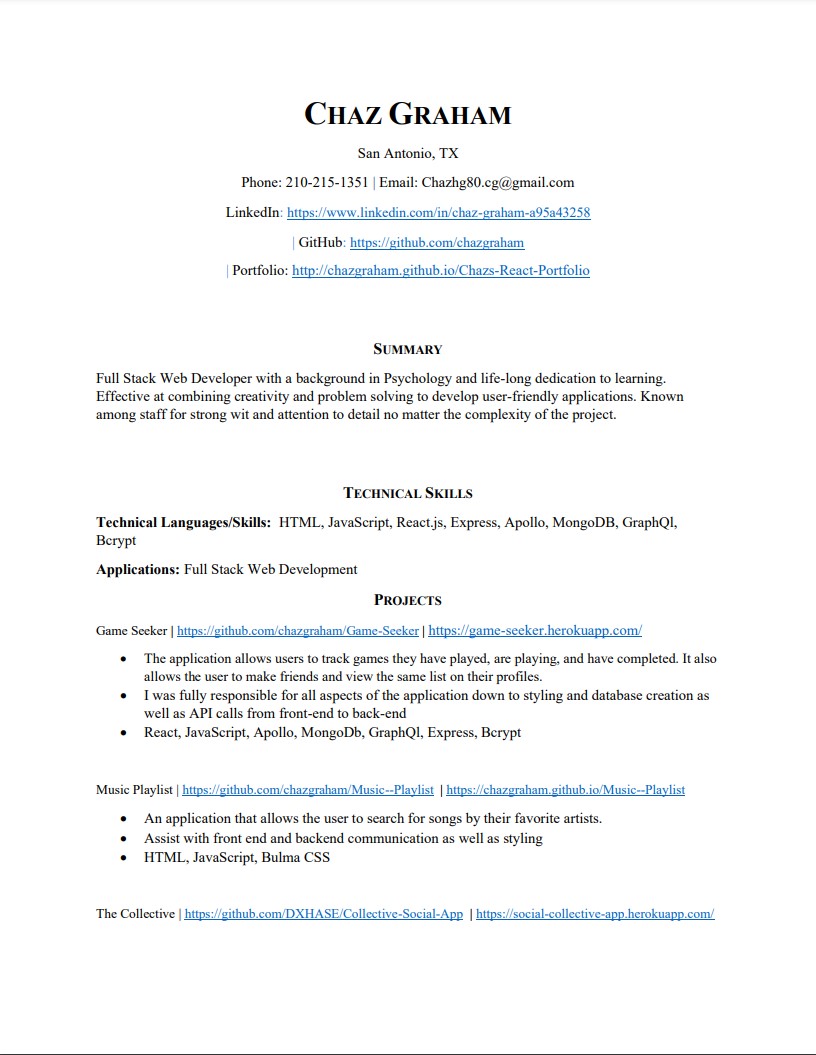 CHAZ GRAHAM
San Antonio, TX
Phone: 210-215-1351 | Email: Chazhg80.cg@gmail.com
LinkedIn: https://www.linkedin.com/in/chaz-graham-a95a43258
| GitHub: https://github.com/chazgraham
| Portfolio: http://chazgraham.github.io/Chazs-React-Portfolio
SUMMARY
Full Stack Web Developer with a background in Psychology and life-long dedication to learning.
Effective at combining creativity and problem solving to develop user-friendly applications. Known
among staff for strong wit and attention to detail no matter the complexity of the project.
TECHNICAL SKILLS
Technical Languages/Skills: HTML, JavaScript, React.js, Express, Apollo, MongoDB, GraphQl,
Bcrypt
Applications: Full Stack Web Development
PROJECTS
Game Seeker | https://github.com/chazgraham/Game-Seeker | https://game-seeker.herokuapp.com/
• The application allows users to track games they have played, are playing, and have completed. It also
allows the user to make friends and view the same list on their profiles.
• I was fully responsible for all aspects of the application down to styling and database creation as
well as API calls from front-end to back-end
• React, JavaScript, Apollo, MongoDb, GraphQl, Express, Bcrypt
Music Playlist | https://github.com/chazgraham/Music--Playlist | https://chazgraham.github.io/Music--Playlist
• An application that allows the user to search for songs by their favorite artists.
• Assist with front end and backend communication as well as styling
• HTML, JavaScript, Bulma CSS
The Collective | https://github.com/DXHASE/Collective-Social-App | https://social-collective-app.herokuapp.com/